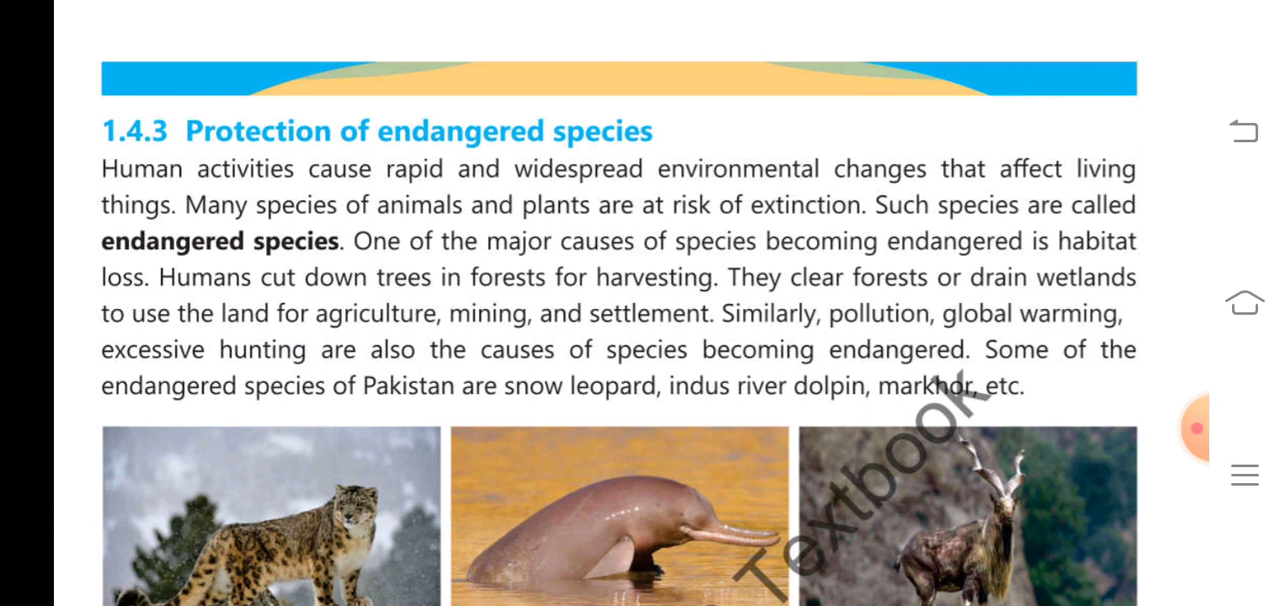 1.4.3 Protection of endangered species
Human activities cause rapid and widespread environmental changes that affect living
things. Many species of animals and plants are at risk of extinction. Such species are called
endangered species. One of the major causes of species becoming endangered is habitat
loss. Humans cut down trees in forests for harvesting. They clear forests or drain wetlands
to use the land for agriculture, mining, and settlement. Similarly, pollution, global warming,
excessive hunting are also the causes of species becoming endangered. Some of the
endangered species of Pakistan are snow leopard, indus river dolpin, markhor, etc.
Textbook